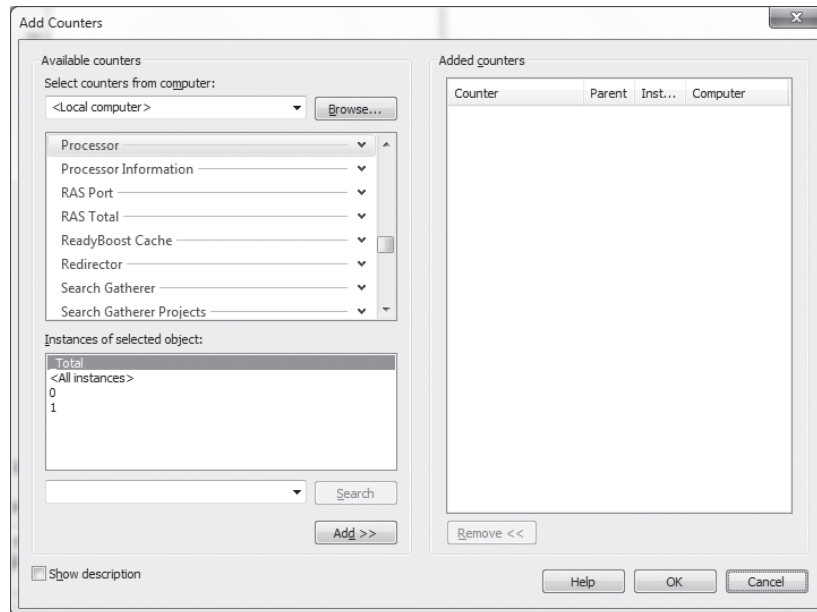 Add Counters
Available counters
Select counters from computer:
<Local computer>
Browse...
Processor
Processor Information
RAS Port
RAS Total
ReadyBoost Cache
Redirector
Search Gatherer
Search Gatherer Projects
Instances of selected object:
_Total
<All instances>
0
1
Search
Add >>
Show description
Added counters
Counter Parent Inst... Computer
Remove <<
Help OK Cancel